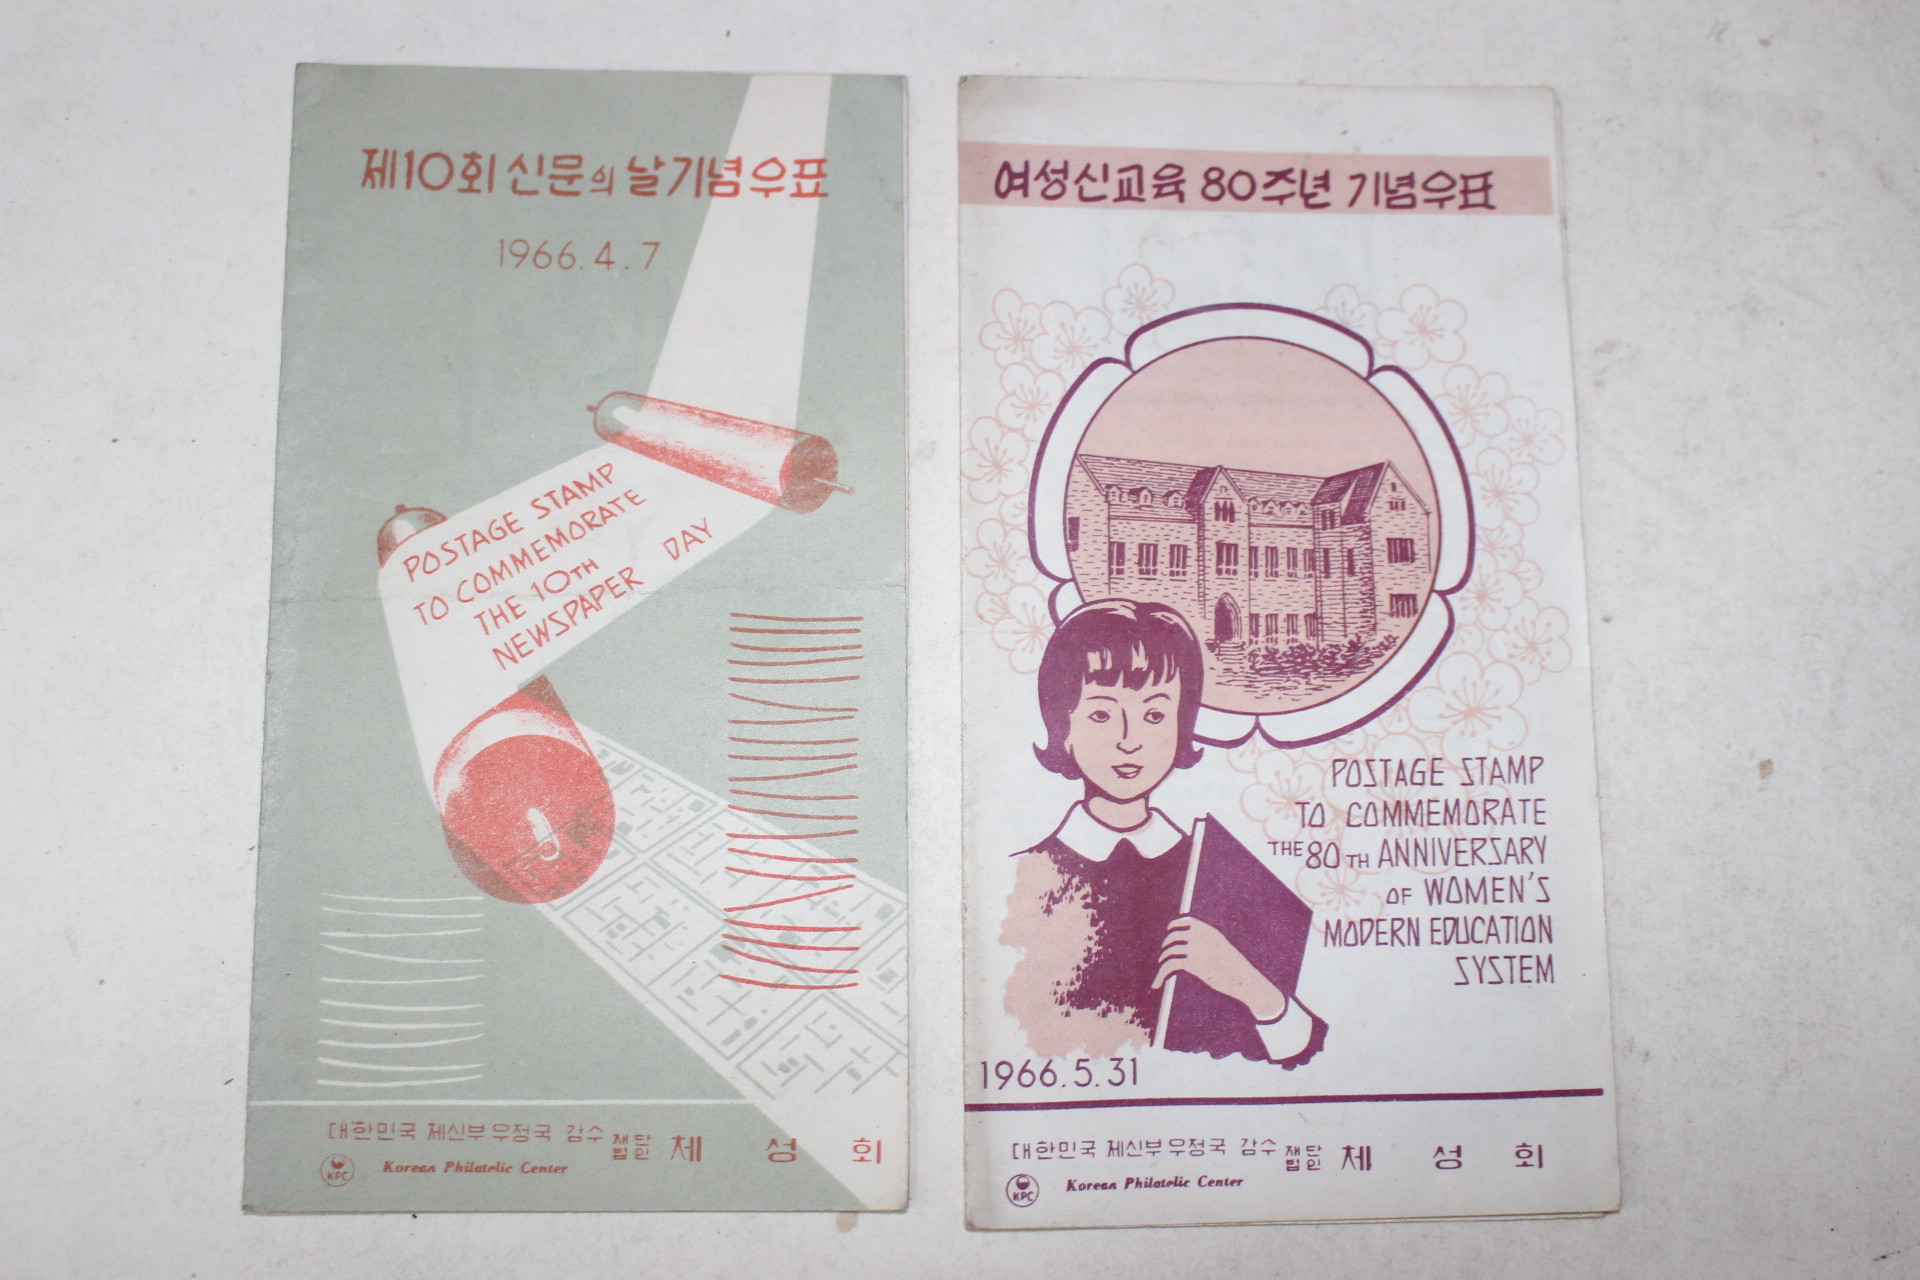 제10회 신문의 날 기념우표
1966.4.7
POSTAGE STAMP
TO COMMEMORATE
THE 10TH
NEWSPAPER DAY
대한민국 체신부 우정국 감수 재단법인 체성회
KPC
Korean Philatelic Center
여성신교육 80주년 기념우표
POSTAGE STAMP
TO COMMEMORATE
THE 80TH ANNIVERSARY
OF WOMEN'S
MODERN EDUCATION
SYSTEM
1966.5.31
대한민국 체신부 우정국 감수 재단법인 체성회
KPC
Korean Philatelic Center